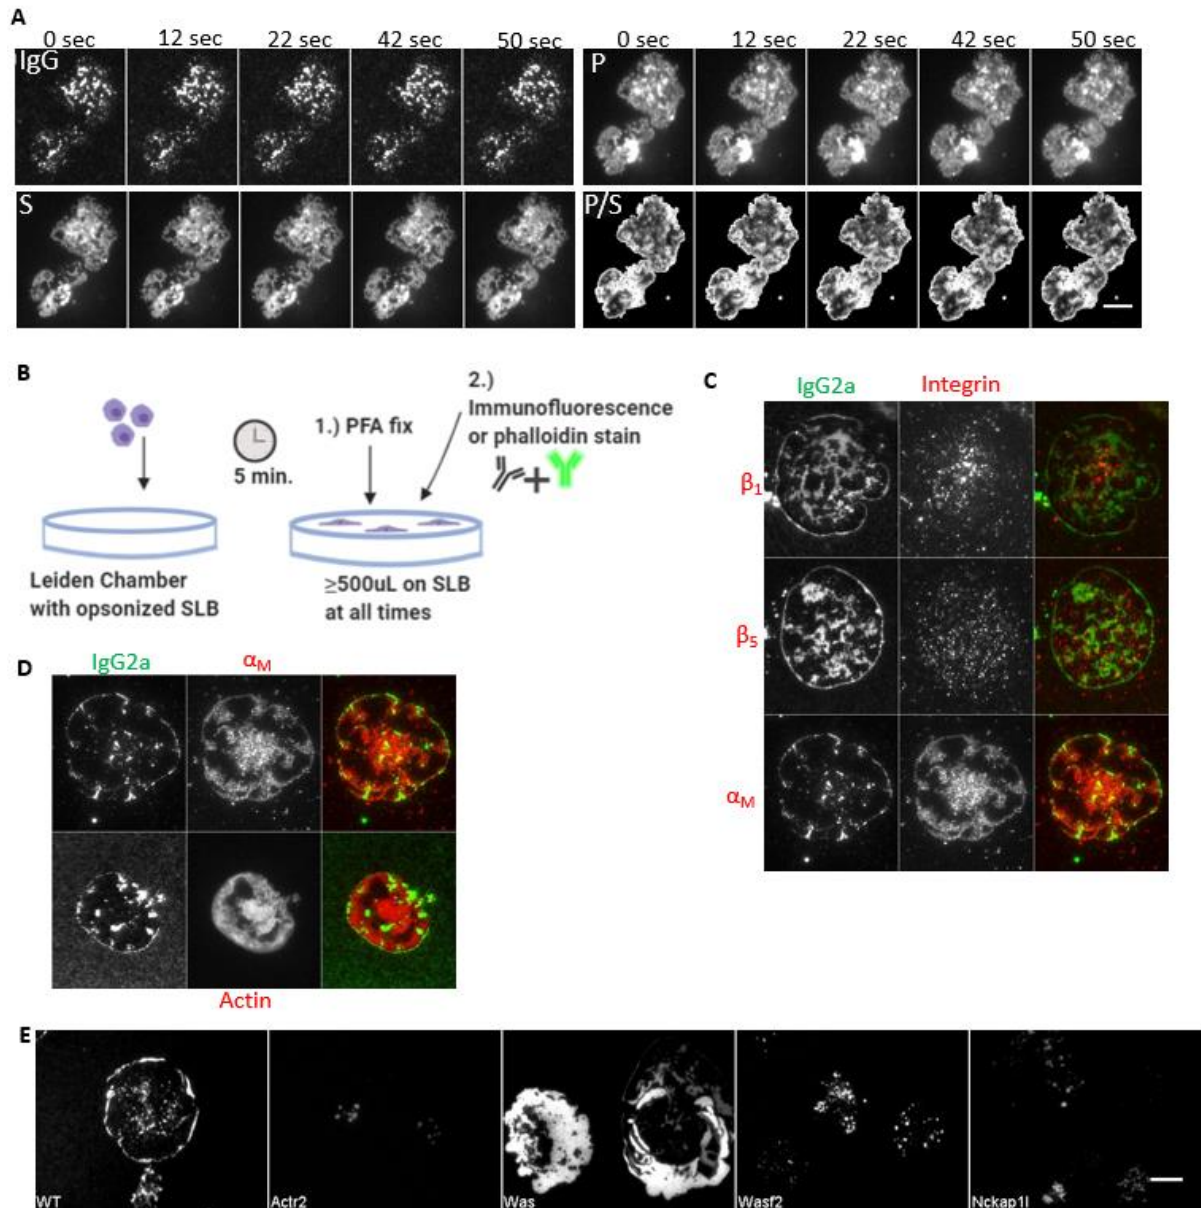 A
0 sec 12 sec 22 sec 42 sec 50 sec 0 sec 12 sec 22 sec 42 sec 50 sec
IgG P
S P/S
B
5 min.
1.) PFA fix
2.)
Immunofluorescence
or phalloidin stain
+
Leiden Chamber
with opsonized SLB
≥500uL on SLB
at all times
C
IgG2a Integrin
β1
β5
αM
D
IgG2a αM
Actin
E
WT Actr2 Was Wasf2 Nckap1l